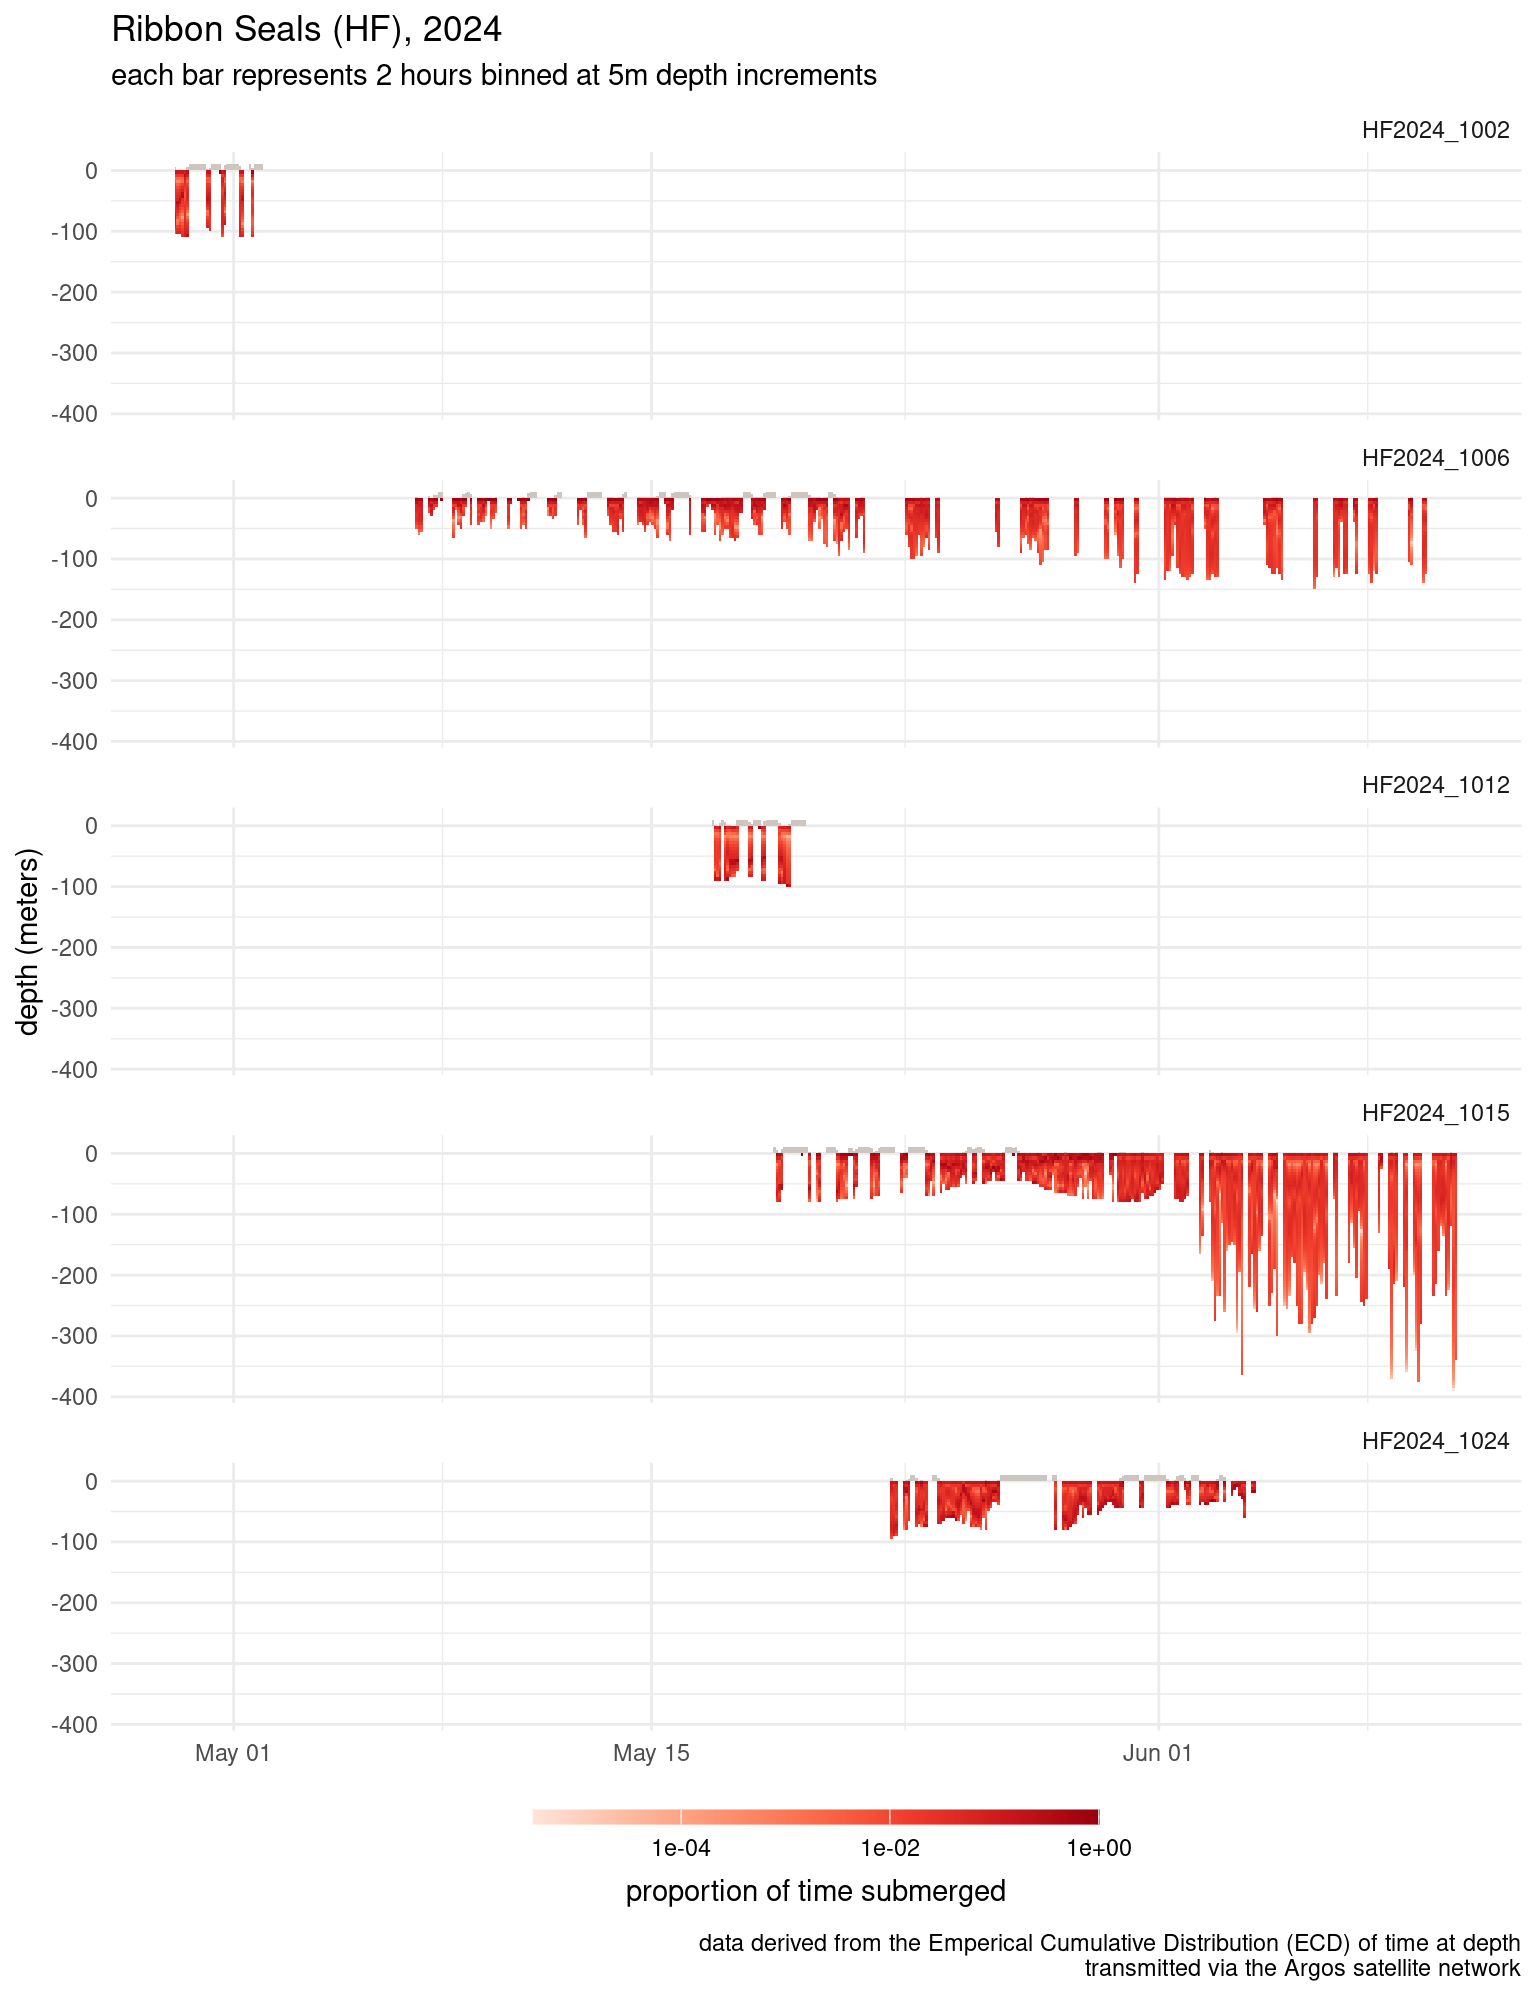 Ribbon Seals (HF), 2024
each bar represents 2 hours binned at 5m depth increments
HF2024_1002
0
-100
-200
-300
-400
HF2024_1006
0
-100
-200
-300
-400
HF2024_1012
0
-100
-200
-300
-400
depth (meters)
HF2024_1015
0
-100
-200
-300
-400
HF2024_1024
0
-100
-200
-300
-400
May 01 May 15 Jun 01
1e-04 1e-02 1e+00
proportion of time submerged
data derived from the Emperical Cumulative Distribution (ECD) of time at depth
transmitted via the Argos satellite network